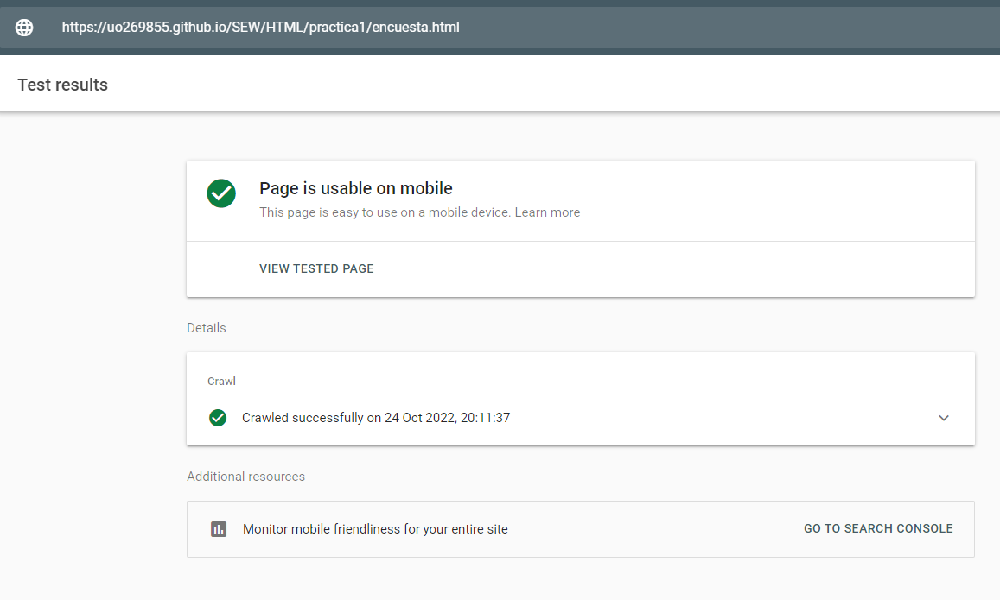 https://uo269855.github.io/SEW/HTML/practica1/encuesta.html
Test results
Page is usable on mobile
This page is easy to use on a mobile device. Learn more
VIEW TESTED PAGE
Details
Crawl
Crawled successfully on 24 Oct 2022, 20:11:37
Additional resources
Monitor mobile friendliness for your entire site
GO TO SEARCH CONSOLE